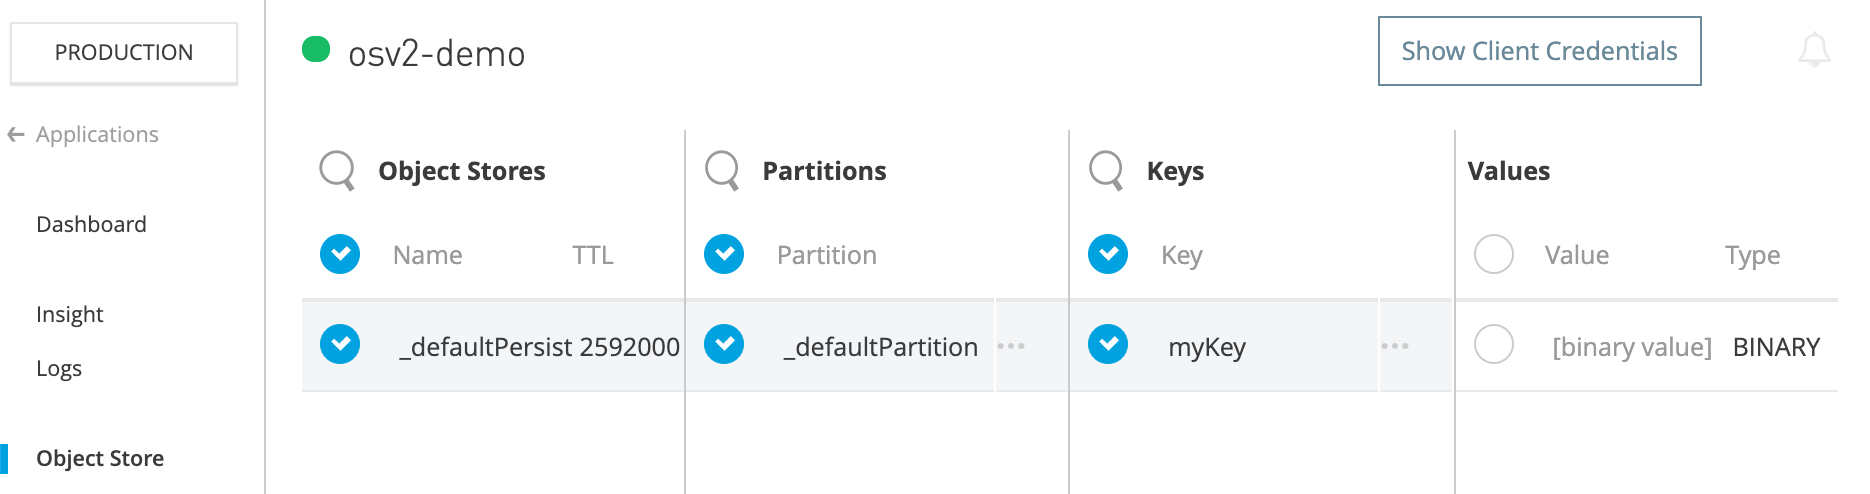 PRODUCTION
Applications
Dashboard
Insight
Logs
Object Store
osv2-demo
Show Client Credentials
Object Stores Partitions Keys Values
Name TTL Partition Key Value Type
_defaultPersist 2592000 _defaultPartition ••• myKey ••• [binary value] BINARY